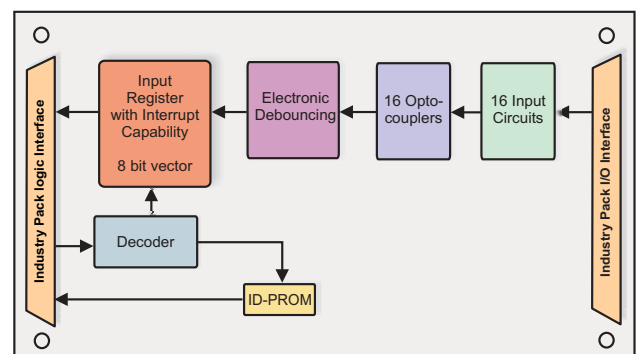 Industry Pack logic Interface
Input
Register
with Interrupt
Capability
8 bit vector
Electronic
Debouncing
16 Opto-
couplers
16 Input
Circuits
Industry Pack I/O Interface
Decoder
ID-PROM